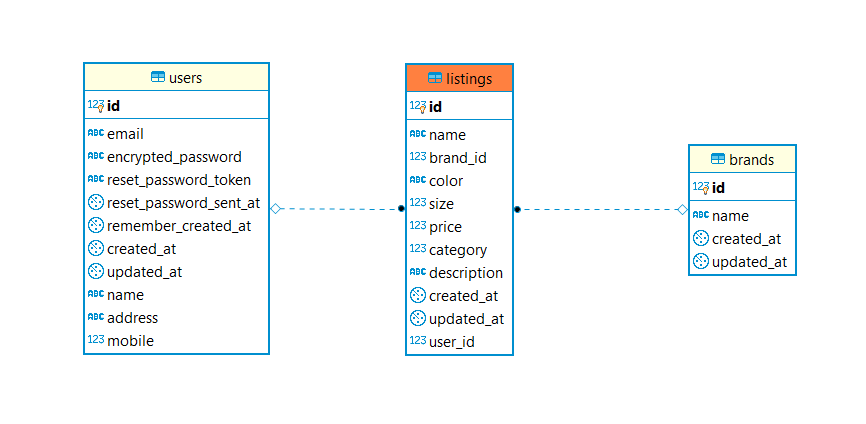 users
123 id
ABC email
ABC encrypted_password
ABC reset_password_token
reset_password_sent_at
remember_created_at
created_at
updated_at
ABC name
ABC address
123 mobile
listings
123 id
ABC name
123 brand_id
ABC color
123 size
123 price
123 category
ABC description
created_at
updated_at
123 user_id
brands
123 id
ABC name
created_at
updated_at